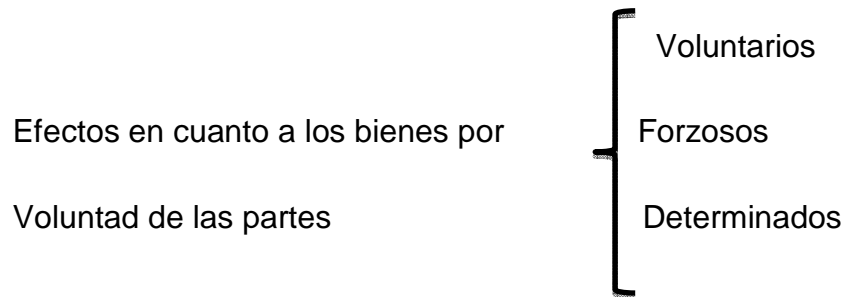 Voluntarios
Efectos en cuanto a los bienes por
Forzosos
Voluntad de las partes
Determinados